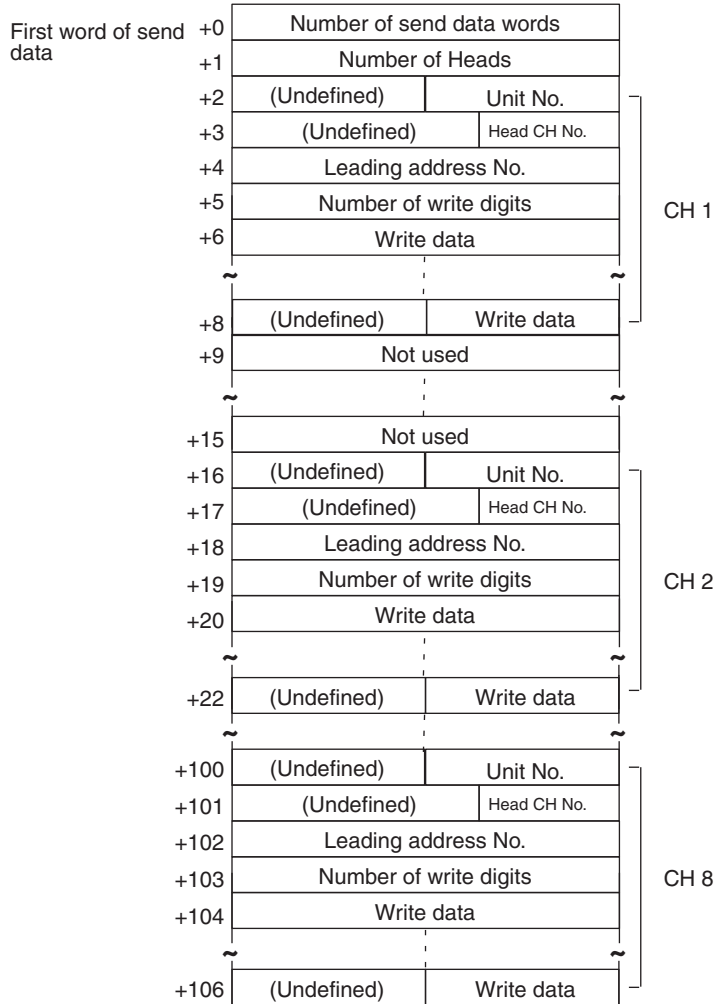 First word of send
data
+0 Number of send data words
+1 Number of Heads
+2 (Undefined) Unit No.
+3 (Undefined) Head CH No.
+4 Leading address No.
+5 Number of write digits
+6 Write data
CH 1
~ ~
+8 (Undefined) Write data
+9 Not used
~ ~
+15 Not used
+16 (Undefined) Unit No.
+17 (Undefined) Head CH No.
+18 Leading address No.
+19 Number of write digits
+20 Write data
CH 2
~ ~
+22 (Undefined) Write data
~ ~
+100 (Undefined) Unit No.
+101 (Undefined) Head CH No.
+102 Leading address No.
+103 Number of write digits
+104 Write data
CH 8
~ ~
+106 (Undefined) Write data